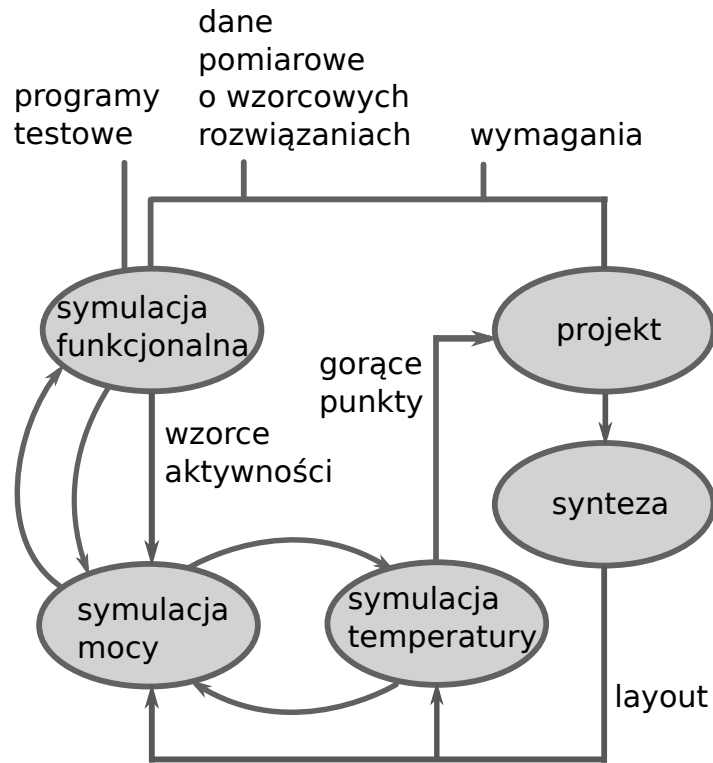 dane
pomiarowe
o wzorcowych
rozwiązaniach
programy
testowe
wymagania
symulacja
funkcjonalna
projekt
gorące
punkty
wzorce
aktywności
synteza
symulacja
mocy
symulacja
temperatury
layout